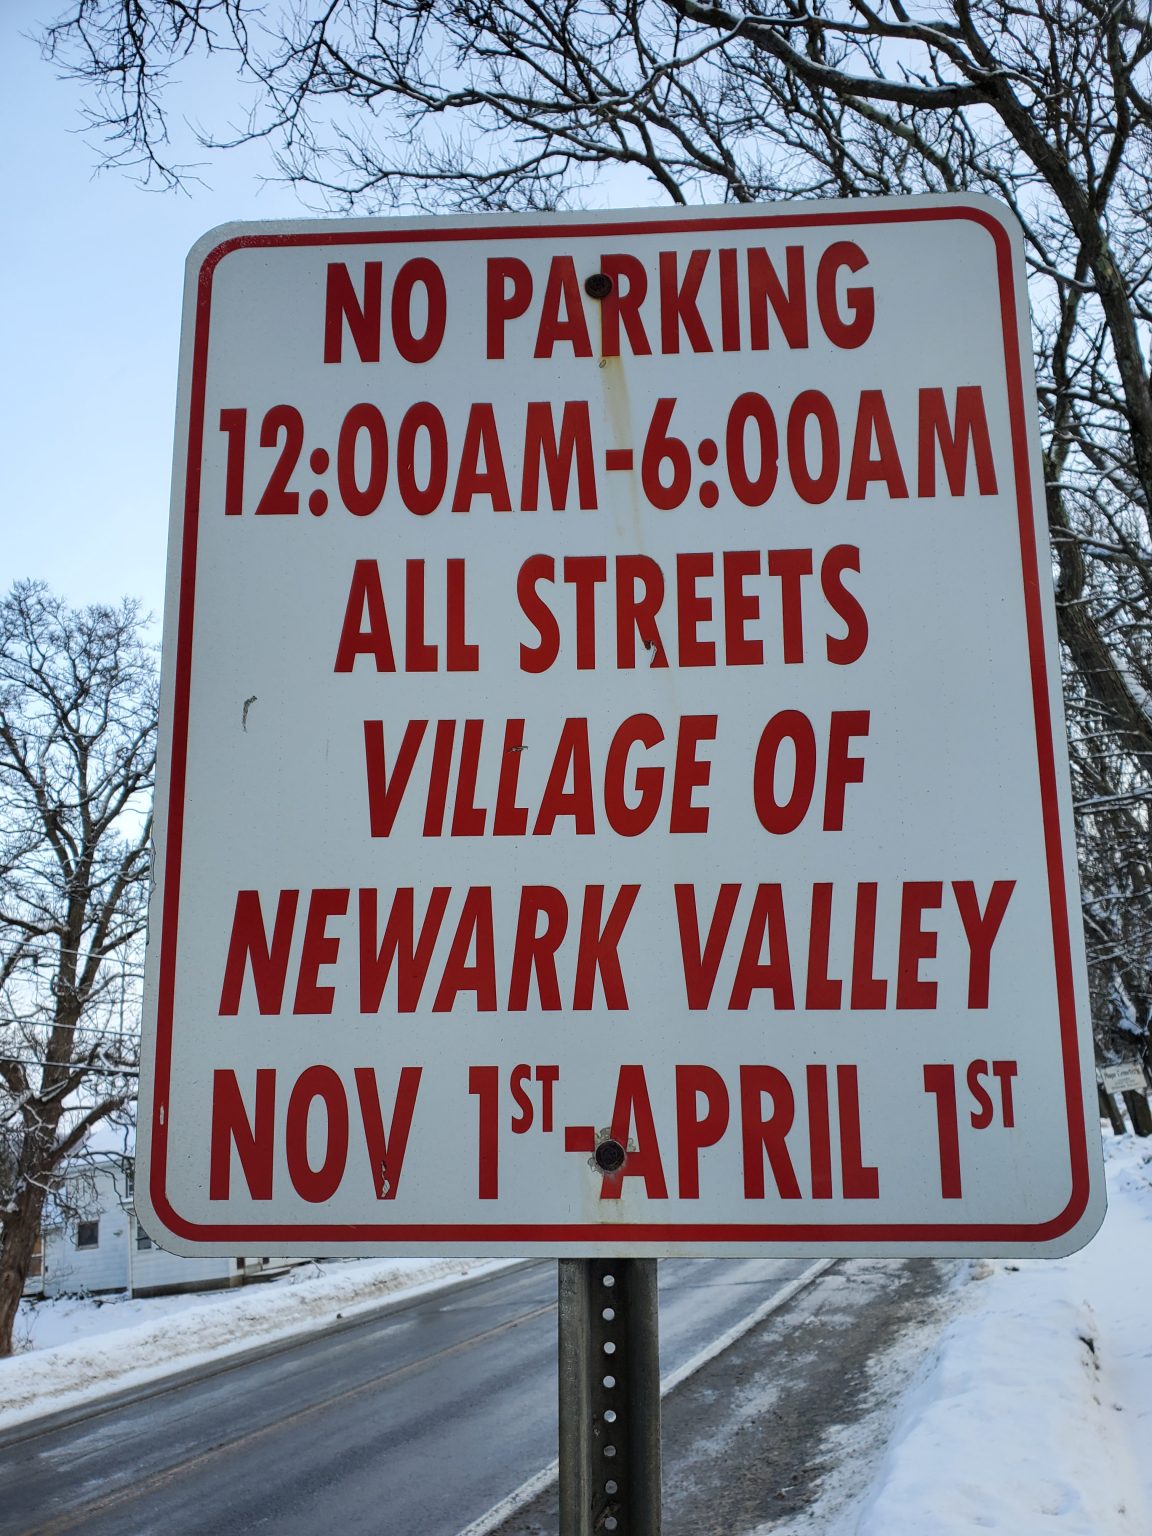 NO PARKING
12:00AM-6:00AM
ALL STREETS
VILLAGE OF
NEWARK VALLEY
NOV 1ST-APRIL 1ST